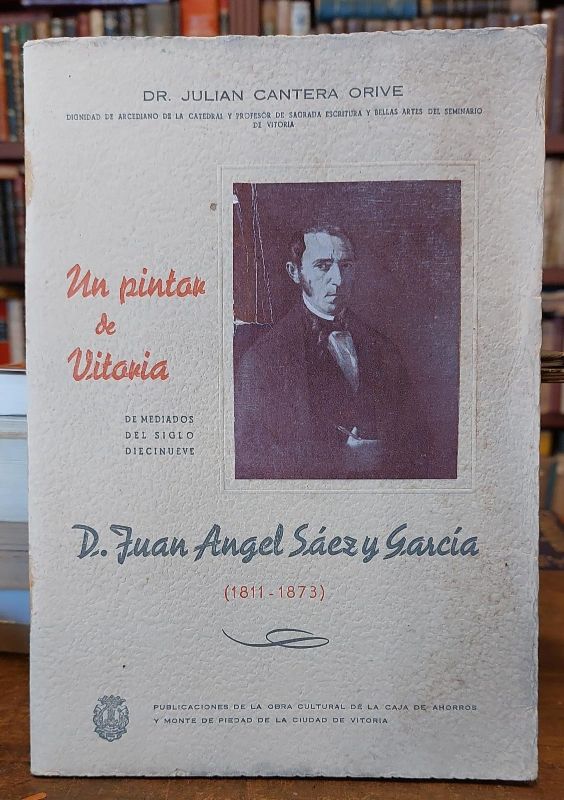 DR. JULIAN CANTERA ORIVE
DIGNIDAD DE ARCEDIANO DE LA CATEDRAL Y PROFESOR DE SAGRADA ESCRITURA Y BELLAS ARTES DEL SEMINARIO
DE VITORIA
Un pintor
de
Vitoria
DE MEDIADOS
DEL SIGLO
DIECINUEVE
D. Juan Angel Sáez y García
(1811-1873)
PUBLICACIONES DE LA OBRA CULTURAL DE LA CAJA DE AHORROS
Y MONTE DE PIEDAD DE LA CIUDAD DE VITORIA